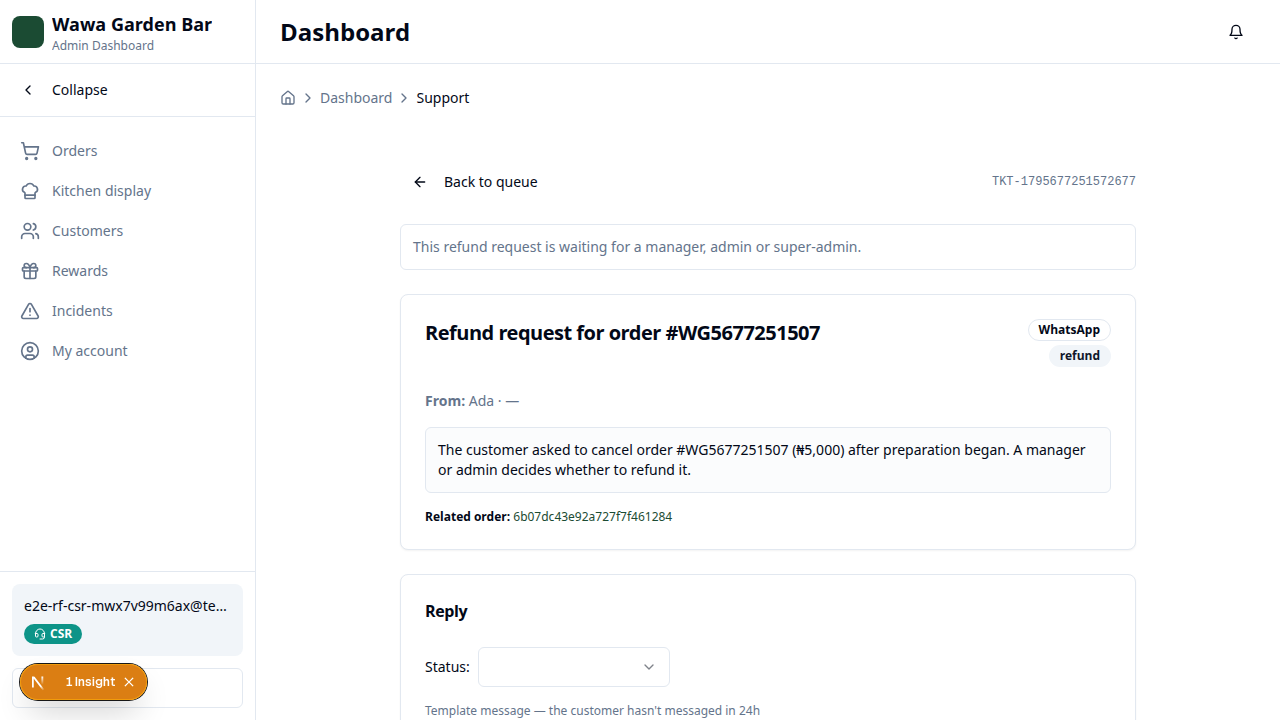 Wawa Garden Bar
Admin Dashboard
Collapse
Orders
Kitchen display
Customers
Rewards
Incidents
My account
e2e-rf-csr-mwx7v99m6ax@te...
CSR
1 Insight
Dashboard
Dashboard
Support
Back to queue
TKT-1795677251572677
This refund request is waiting for a manager, admin or super-admin.
Refund request for order #WG5677251507
WhatsApp
refund
From: Ada · —
The customer asked to cancel order #WG5677251507 (₦5,000) after preparation began. A manager
or admin decides whether to refund it.
Related order: 6b07dc43e92a727f7f461284
Reply
Status:
Template message — the customer hasn't messaged in 24h